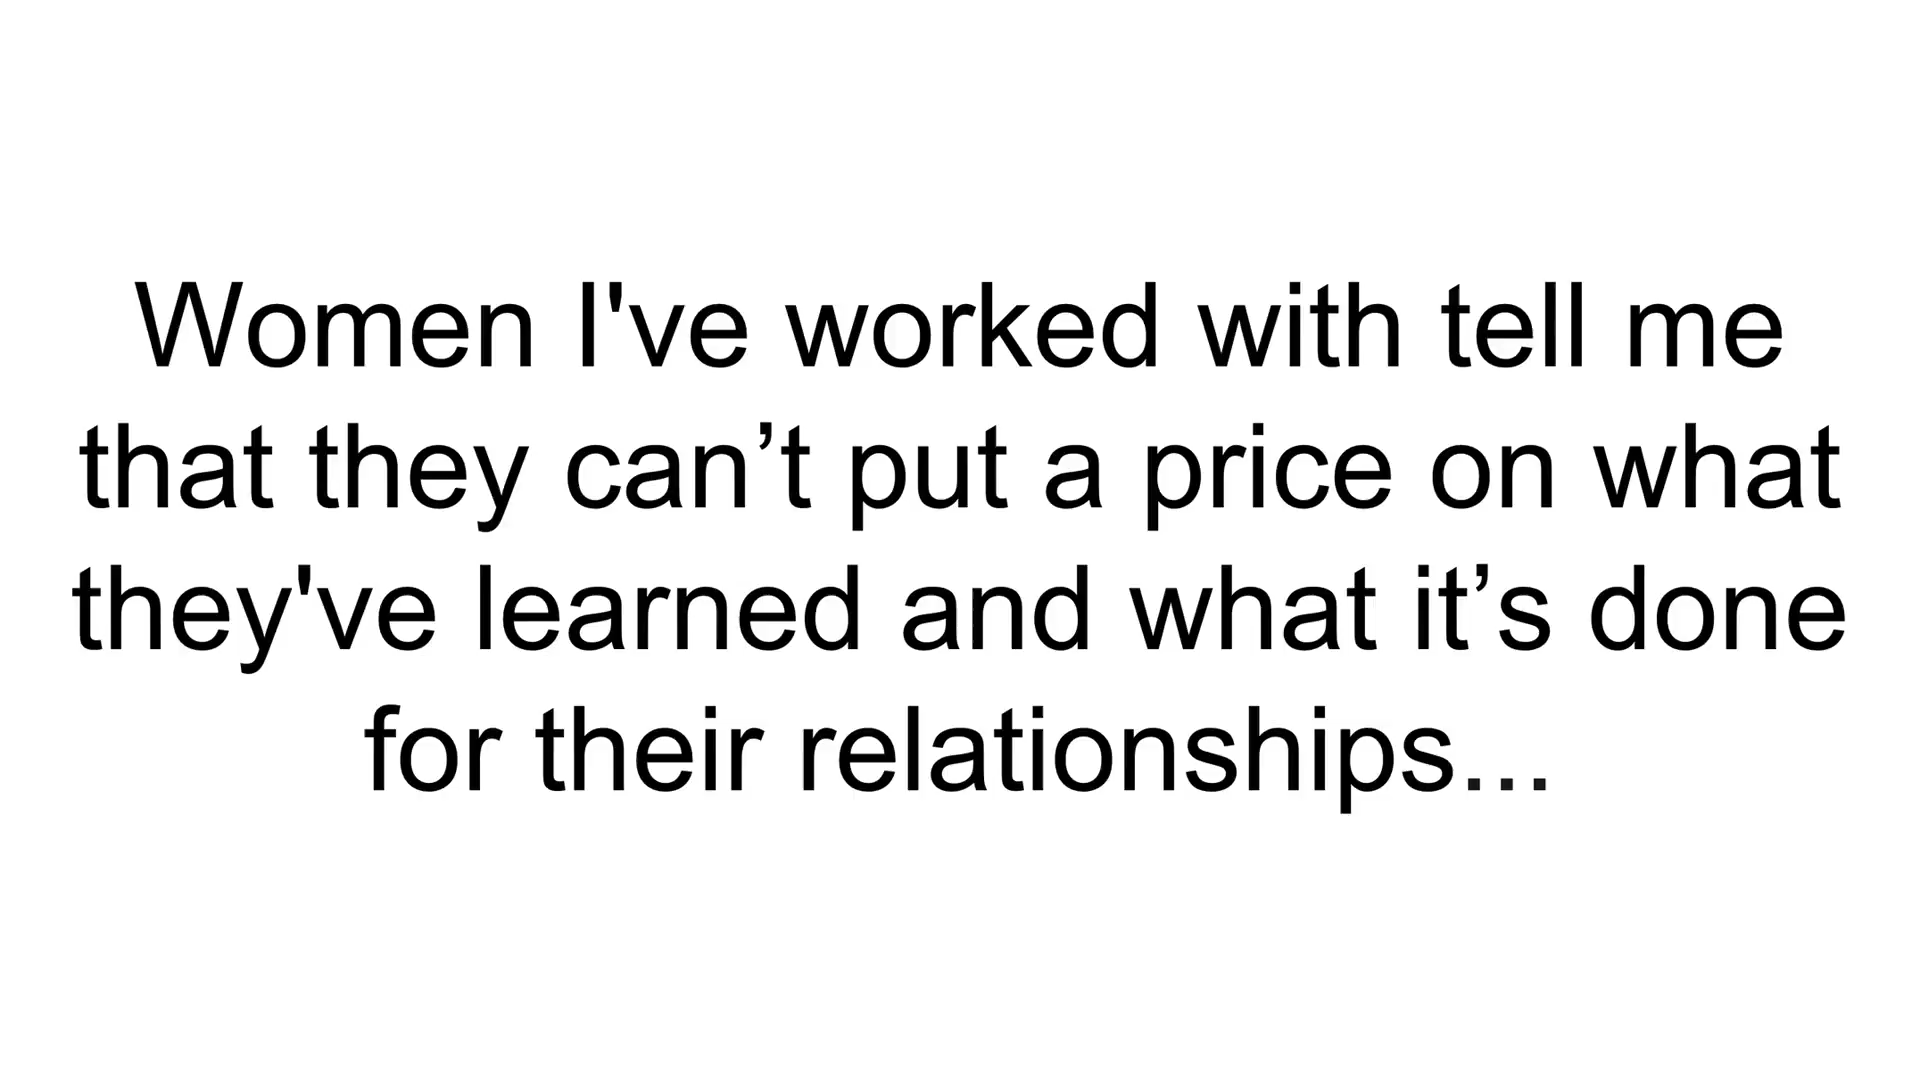 Women I've worked with tell me
that they can’t put a price on what
they've learned and what it’s done
for their relationships...